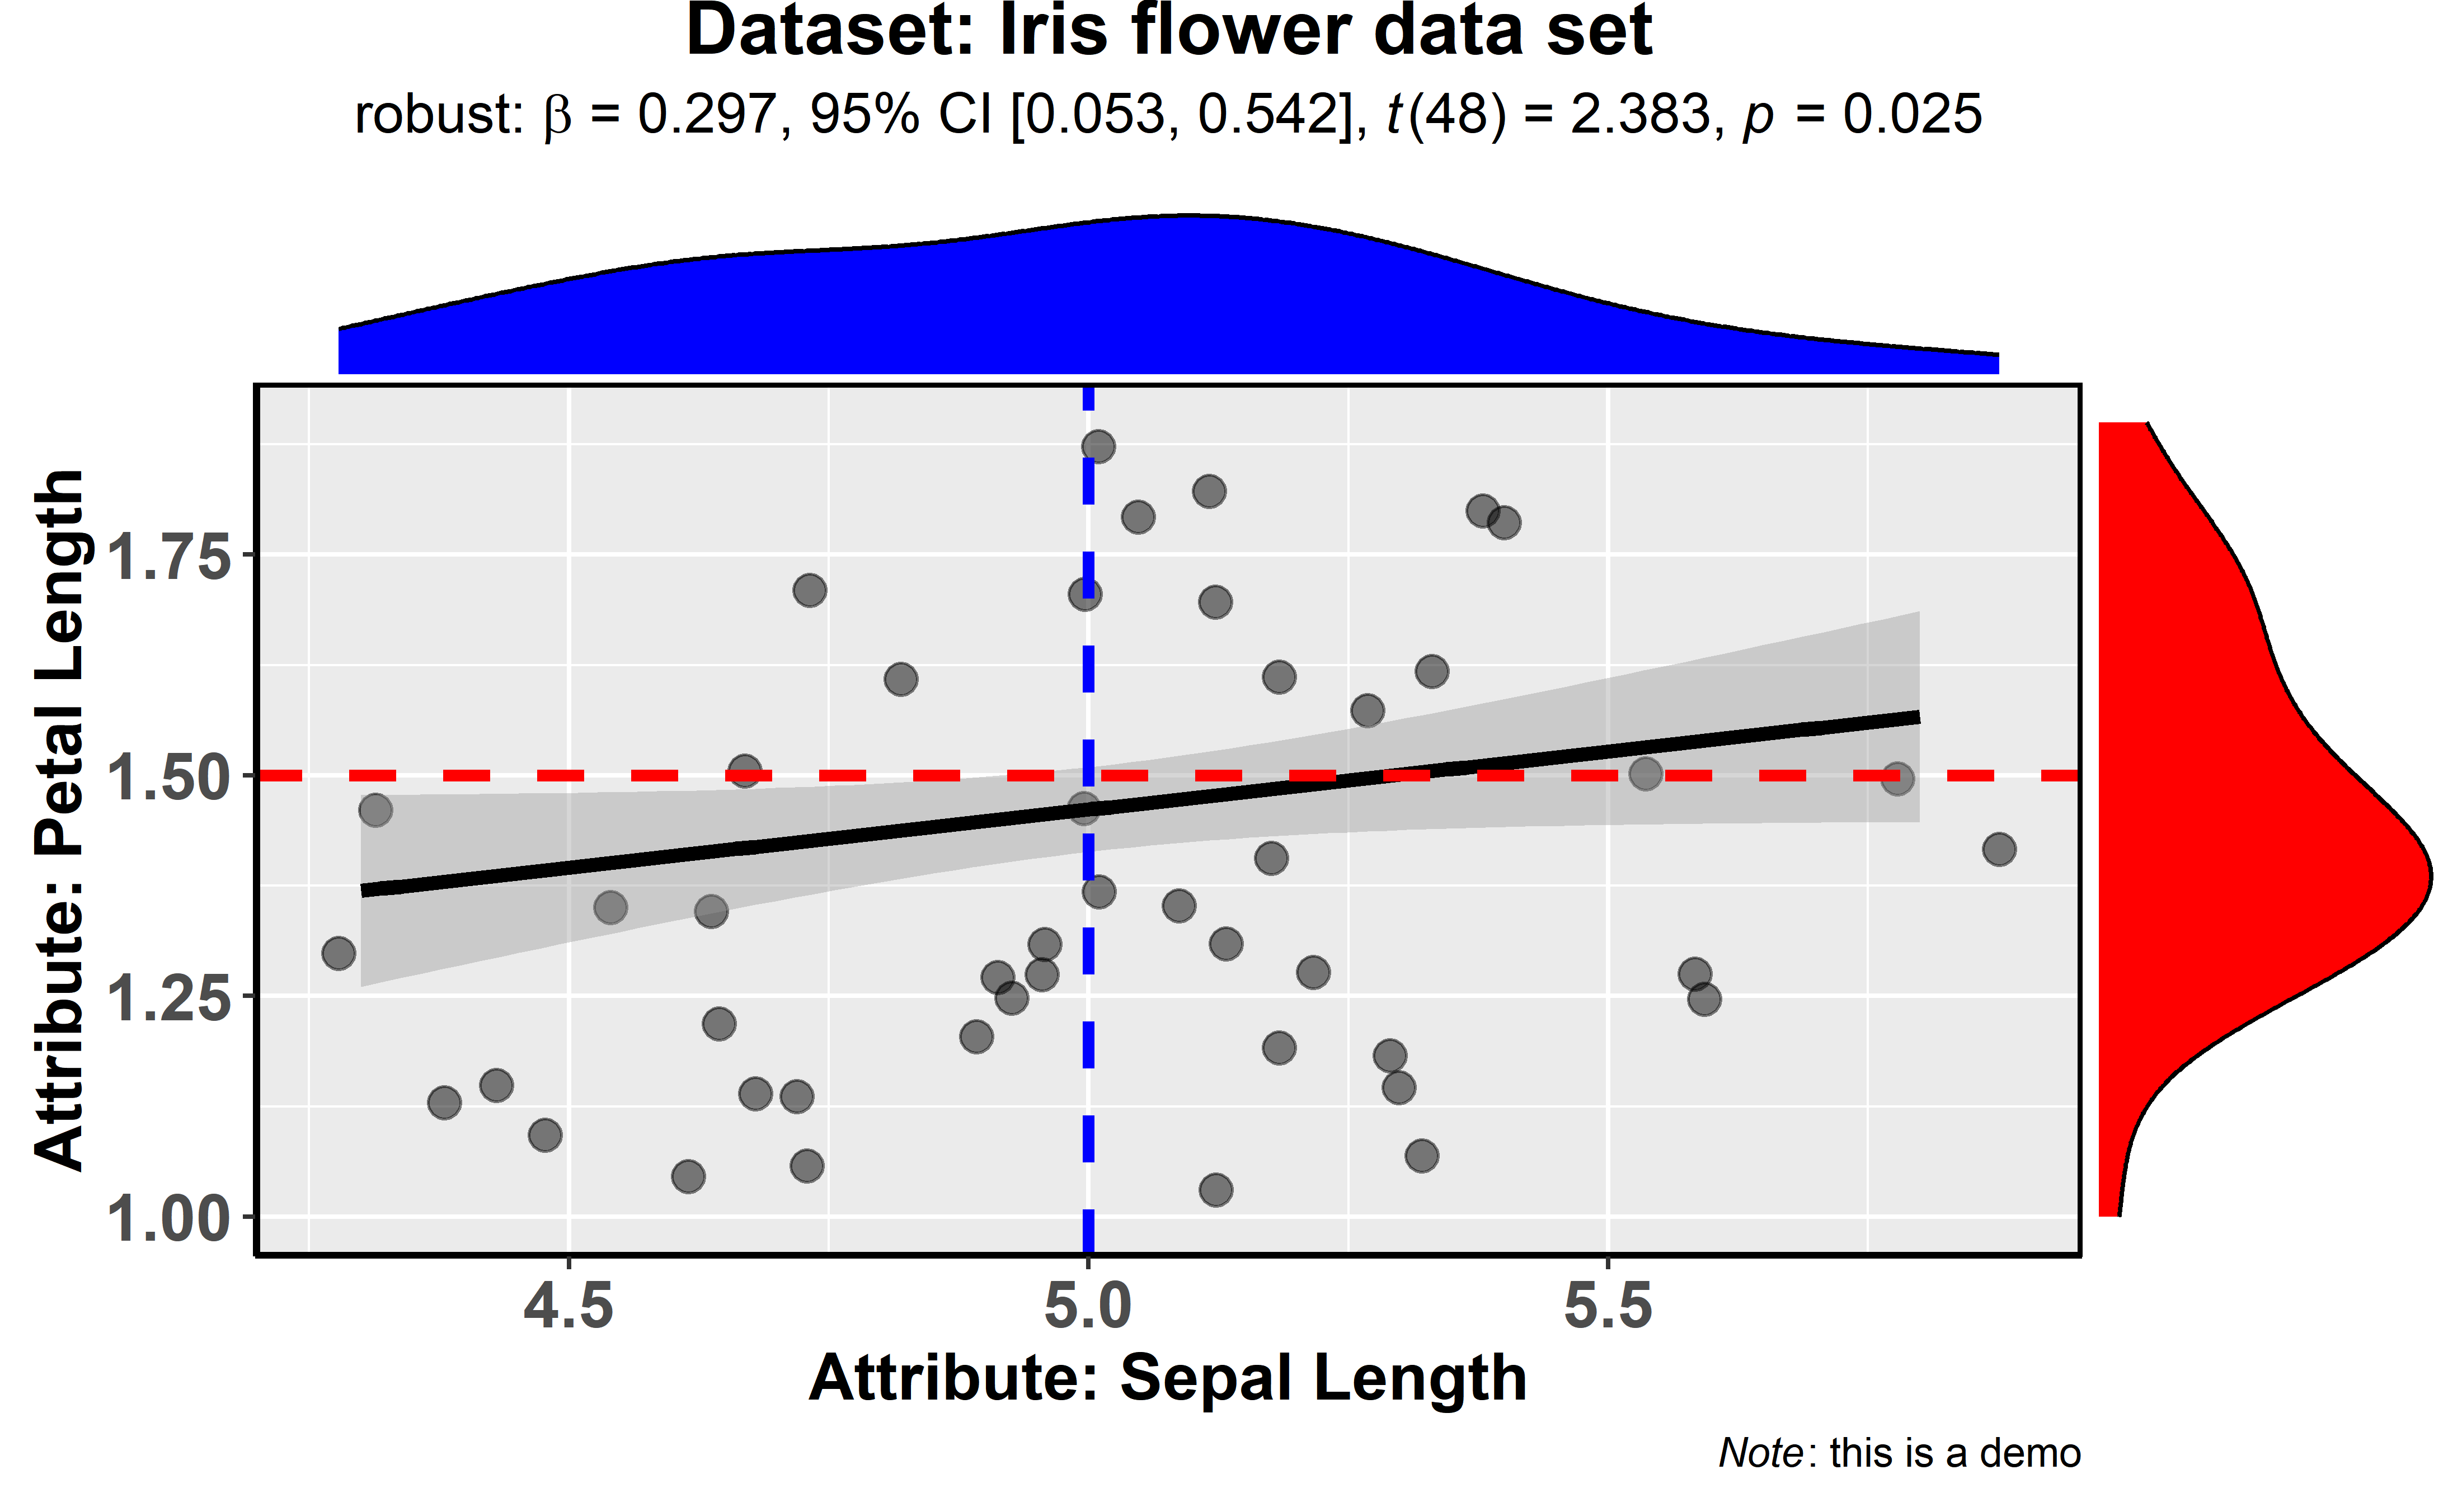 Dataset: Iris flower data set
robust: β = 0.297, 95% CI [0.053, 0.542], t(48) = 2.383, p = 0.025
Attribute: Petal Length
1.75
1.50
1.25
1.00
4.5 5.0 5.5
Attribute: Sepal Length
Note: this is a demo